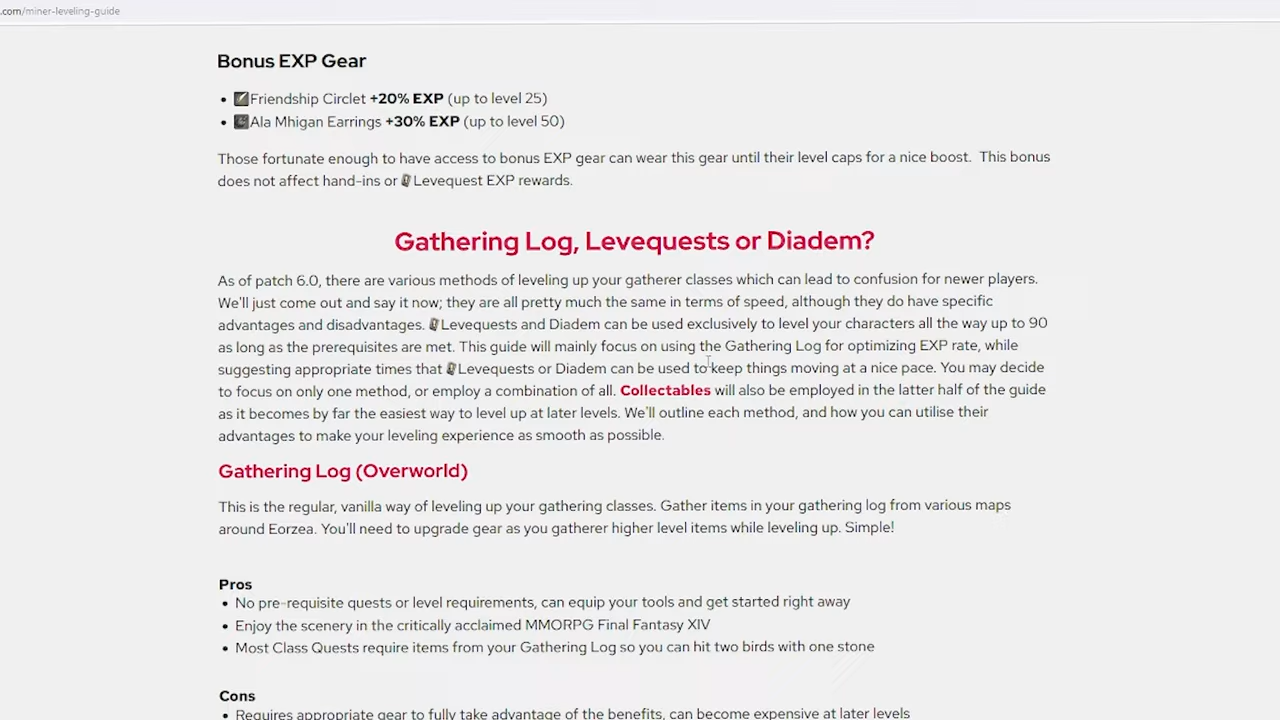 .com/miner-leveling-guide
Bonus EXP Gear
• Friendship Circlet +20% EXP (up to level 25)
• Ala Mhigan Earrings +30% EXP (up to level 50)
Those fortunate enough to have access to bonus EXP gear can wear this gear until their level caps for a nice boost. This bonus
does not affect hand-ins or Levequest EXP rewards.
Gathering Log, Levequests or Diadem?
As of patch 6.0, there are various methods of leveling up your gatherer classes which can lead to confusion for newer players.
We'll just come out and say it now; they are all pretty much the same in terms of speed, although they do have specific
advantages and disadvantages. Levequests and Diadem can be used exclusively to level your characters all the way up to 90
as long as the prerequisites are met. This guide will mainly focus on using the Gathering Log for optimizing EXP rate, while
suggesting appropriate times that Levequests or Diadem can be used to keep things moving at a nice pace. You may decide
to focus on only one method, or employ a combination of all. Collectables will also be employed in the latter half of the guide
as it becomes by far the easiest way to level up at later levels. We'll outline each method, and how you can utilise their
advantages to make your leveling experience as smooth as possible.
Gathering Log (Overworld)
This is the regular, vanilla way of leveling up your gathering classes. Gather items in your gathering log from various maps
around Eorzea. You'll need to upgrade gear as you gatherer higher level items while leveling up. Simple!
Pros
• No pre-requisite quests or level requirements, can equip your tools and get started right away
• Enjoy the scenery in the critically acclaimed MMORPG Final Fantasy XIV
• Most Class Quests require items from your Gathering Log so you can hit two birds with one stone
Cons
• Requires appropriate gear to fully take advantage of the benefits, can become expensive at later levels